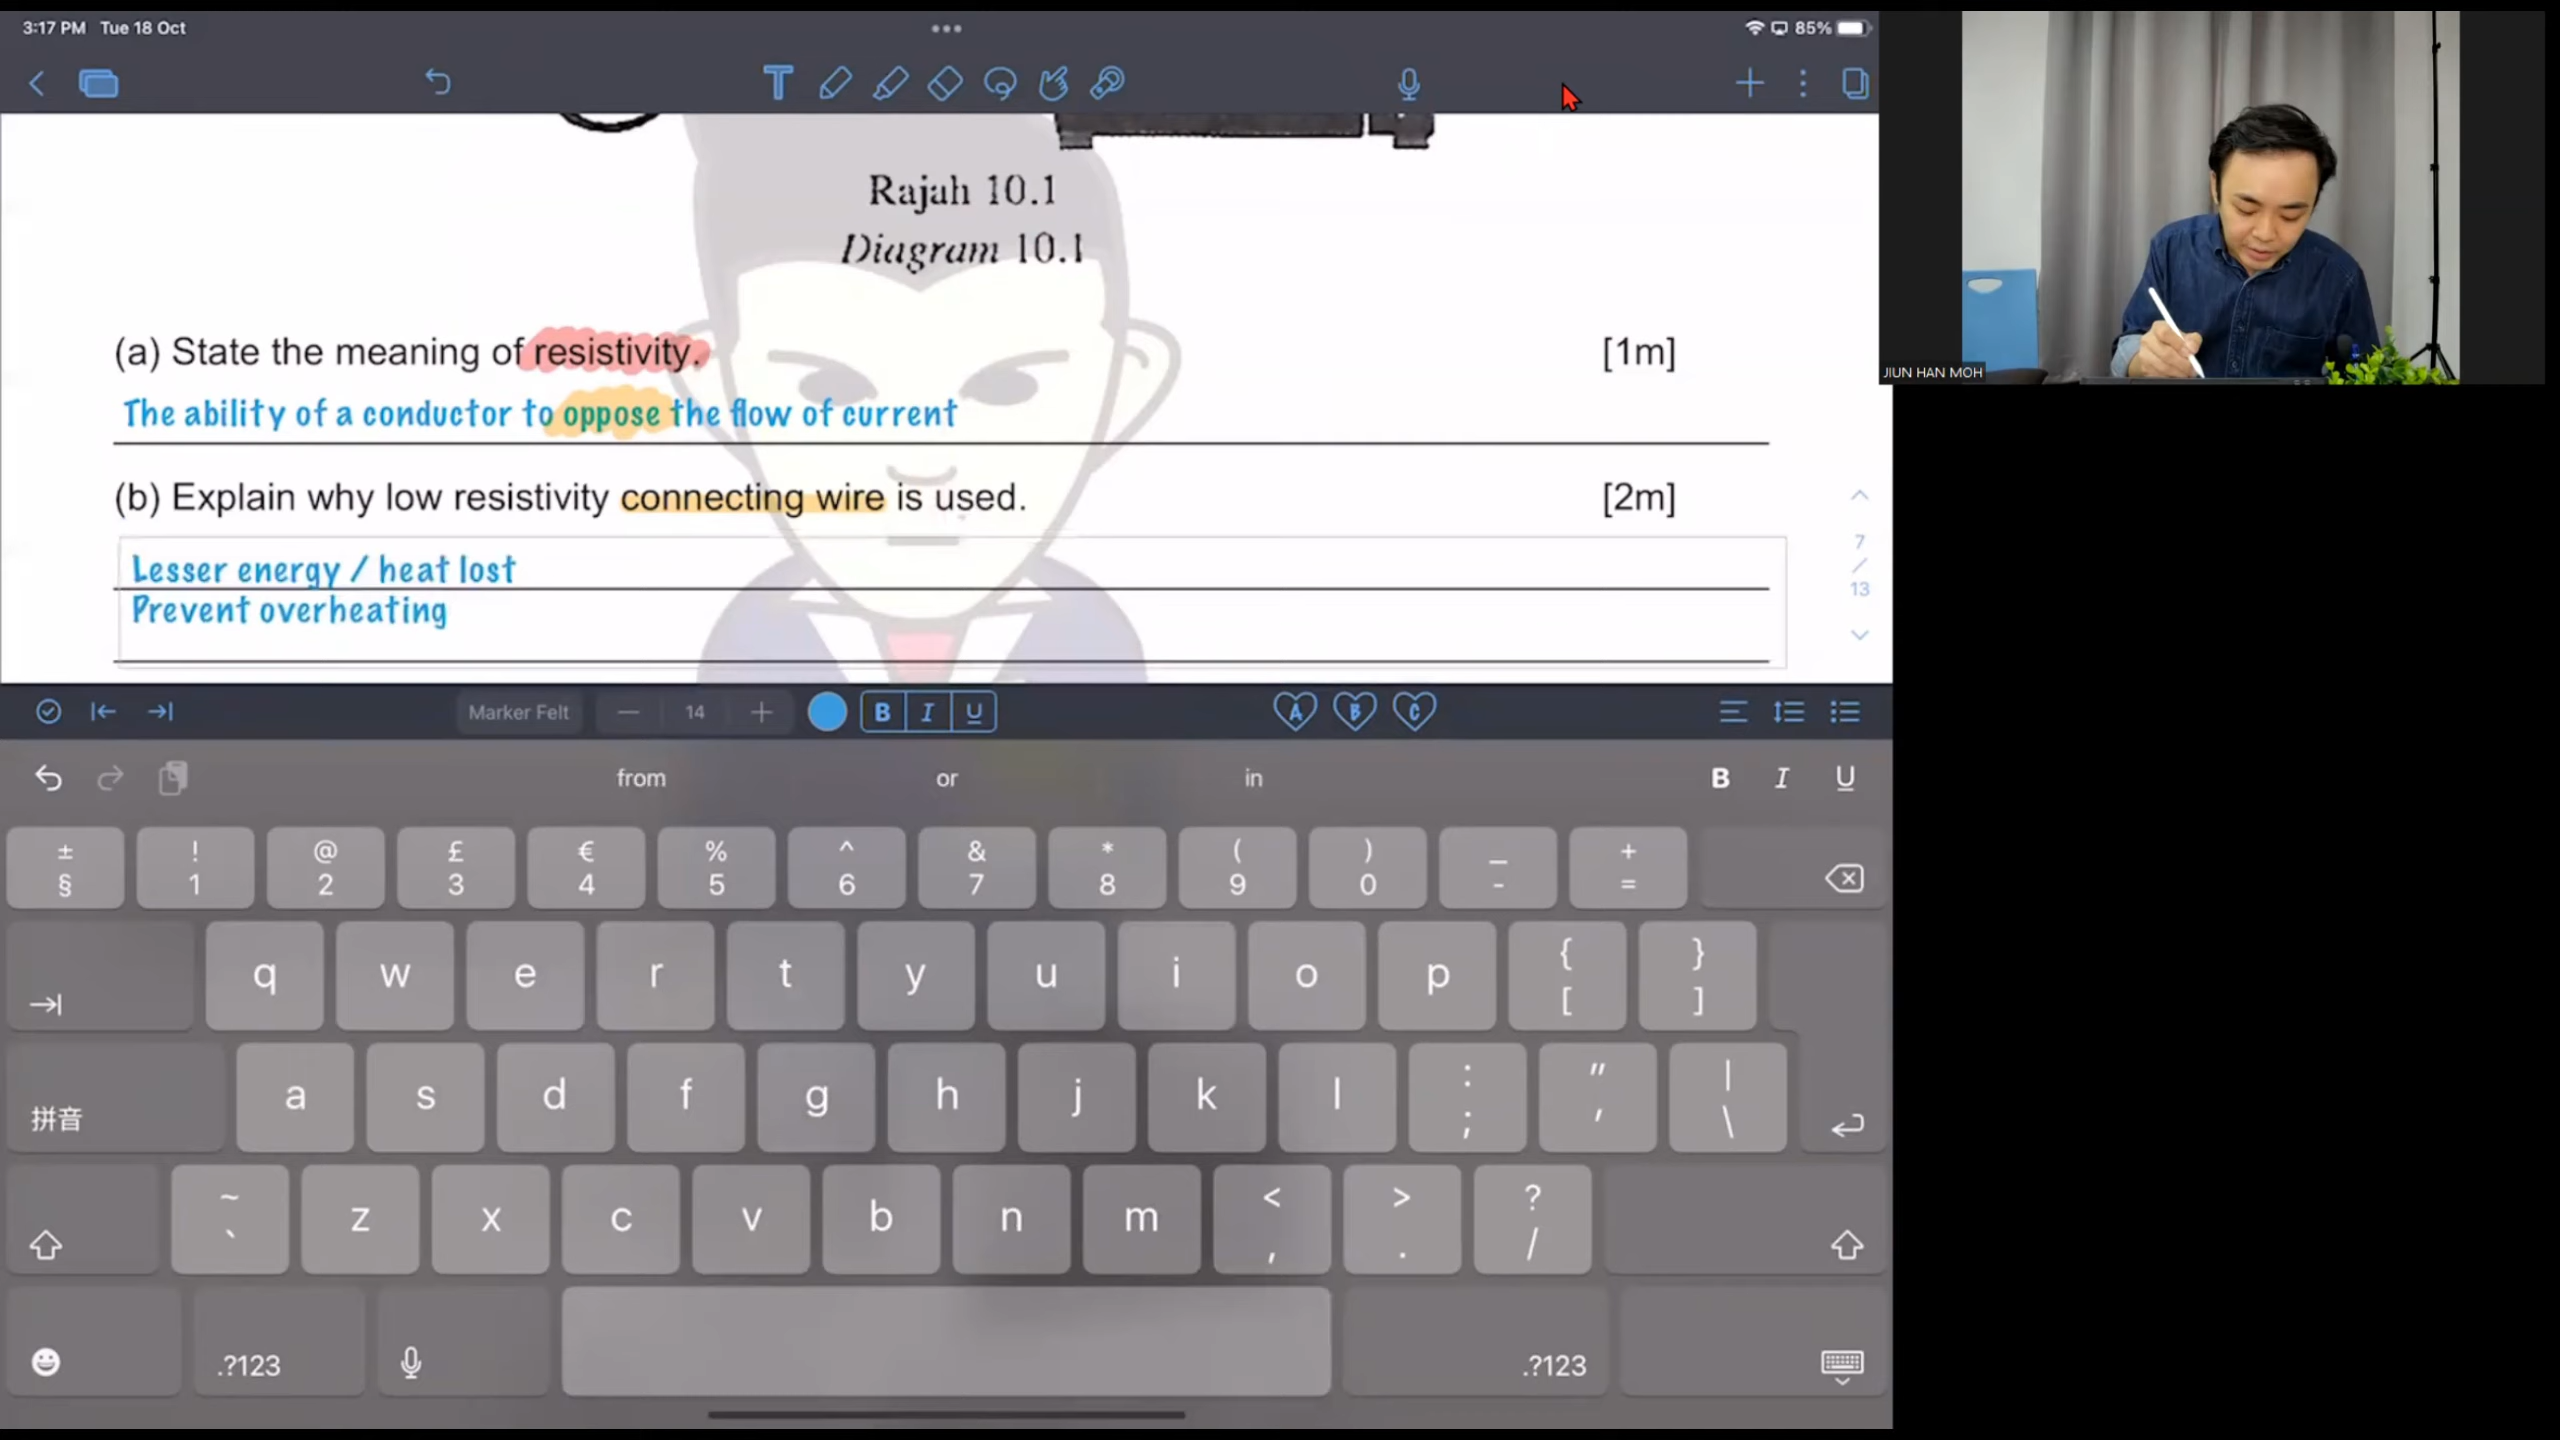 3:17 PM Tue 18 Oct
85%
T
Rajah 10.1
Diagram 10.1
(a) State the meaning of resistivity. [1m]
The ability of a conductor to oppose the flow of current
(b) Explain why low resistivity connecting wire is used. [2m]
Lesser energy / heat lost
Prevent overheating
7
/
13
JIUN HAN MOH
Marker Felt — 14 + B I U A B C
from or in B I U
± ! @ £ € % ^ & * ( ) _ +
§ 1 2 3 4 5 6 7 8 9 0 - =
q w e r t y u i o p { }
[ ]
拼音 a s d f g h j k l : " |
; ' \
~ z x c v b n m < > ?
` , . /
.?123 .?123